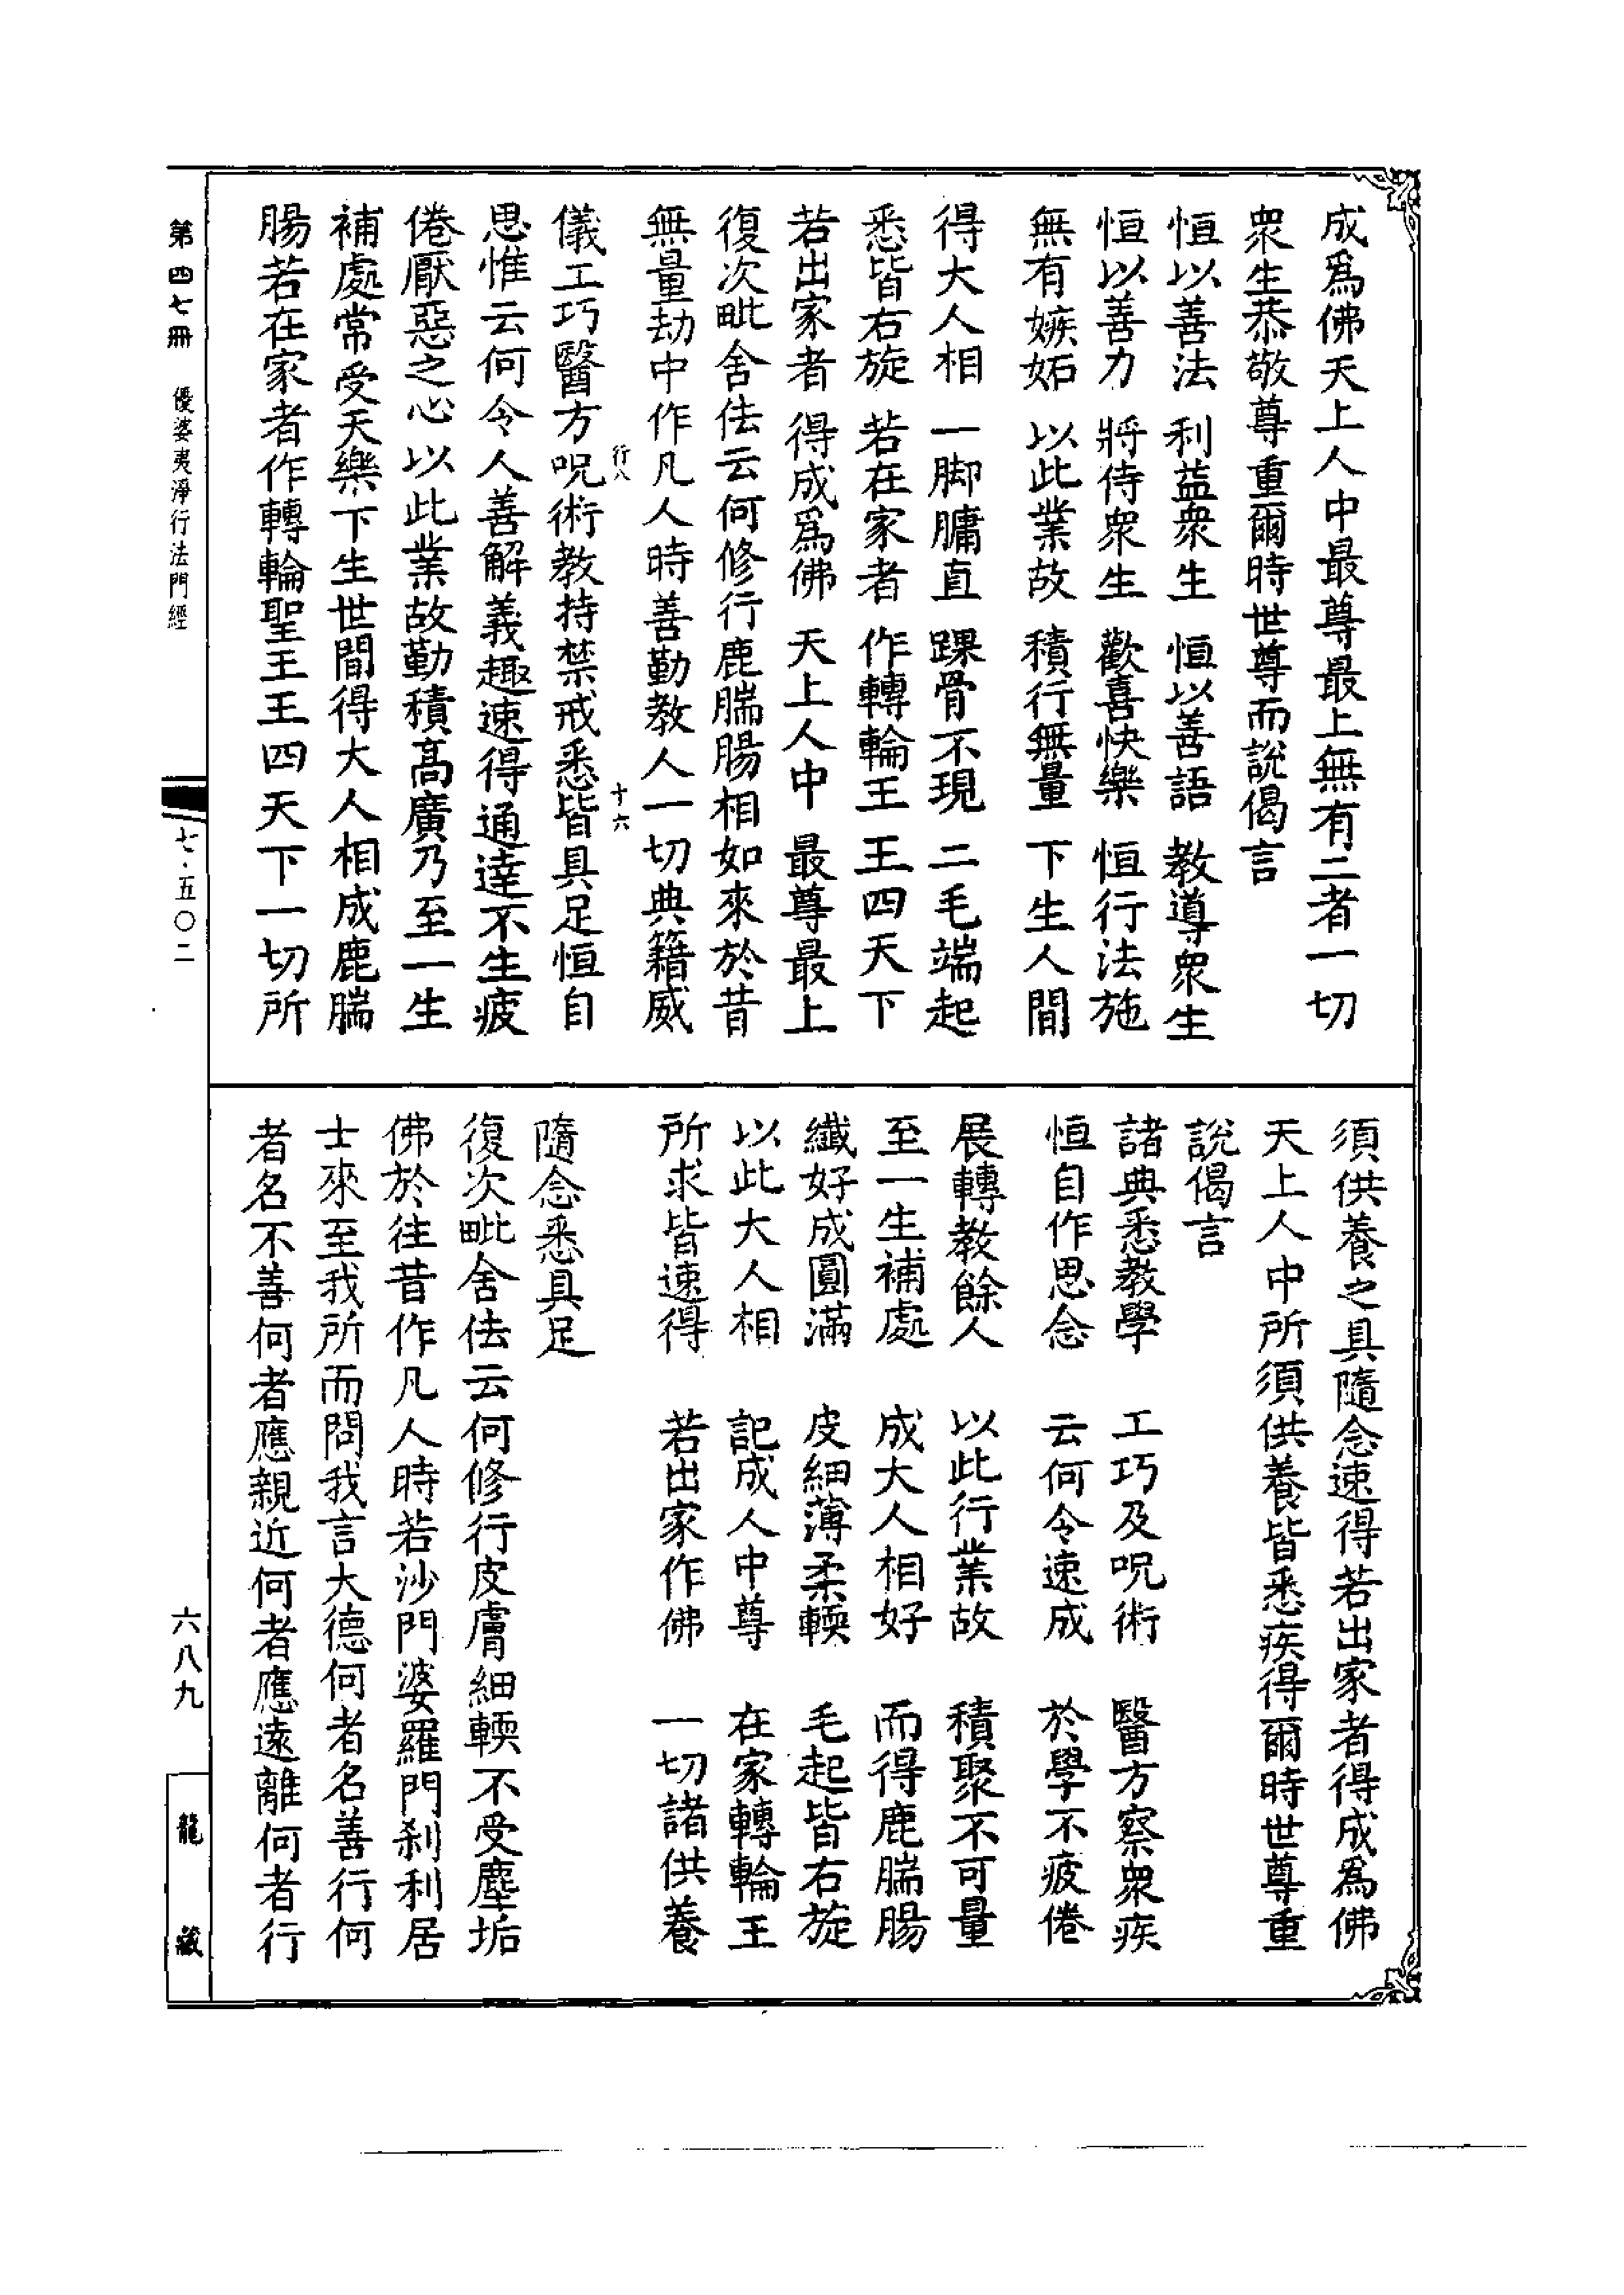 成爲佛天上人中最尊最上無有二者一切
衆生恭敬尊重爾時世尊而說偈言
恒以善法　利益衆生　恒以善語　教導衆生
恒以善力　將侍衆生　歡喜快樂　恒行法施
無有嫉妬　以此業故　積行無量　下生人間
得大人相　一脚𦟛直　踝骨不現　二毛端起
悉皆右旋　若在家者　作轉輪王　王四天下
若出家者　得成爲佛　天上人中　最尊最上
復次毗舍佉云何修行鹿腨腸相如來於昔
無量劫中作凡人時善勤教人一切典籍威
行八　十六
儀工巧醫方呪術教持禁戒悉皆具足恒自
思惟云何令人善解義趣速得通達不生疲
倦厭惡之心以此業故勤積高廣乃至一生
補處常受天樂下生世間得大人相成鹿腨
腸若在家者作轉輪聖王王四天下一切所
須供養之具隨念速得若出家者得成爲佛
天上人中所須供養皆悉疾得爾時世尊重
說偈言
諸典悉教學　工巧及呪術　醫方察衆疾
恒自作思念　云何令速成　於學不疲倦
展轉教餘人　以此行業故　積聚不可量
至一生補處　成大人相好　而得鹿腨腸
纖好成圓滿　皮細薄柔輭　毛起皆右旋
以此大人相　記成人中尊　在家轉輪王
所求皆速得　若出家作佛　一切諸供養
隨念悉具足
復次毗舍佉云何修行皮膚細輭不受塵垢
佛於往昔作凡人時若沙門婆羅門刹利居
士來至我所而問我言大德何者名善行何
者名不善何者應親近何者應遠離何者行
第四七冊　優婆夷淨行法門經
七·五〇二
六八九
龍藏